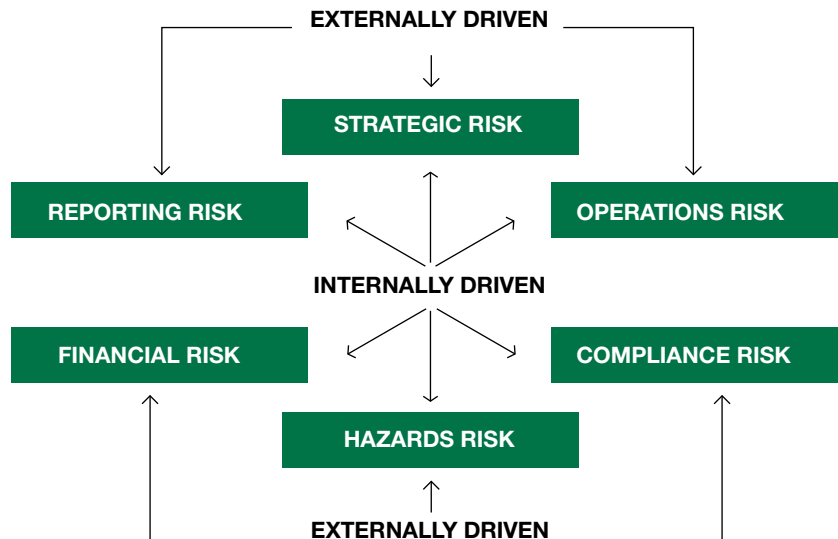 EXTERNALLY DRIVEN
STRATEGIC RISK
REPORTING RISK
OPERATIONS RISK
INTERNALLY DRIVEN
FINANCIAL RISK
COMPLIANCE RISK
HAZARDS RISK
EXTERNALLY DRIVEN